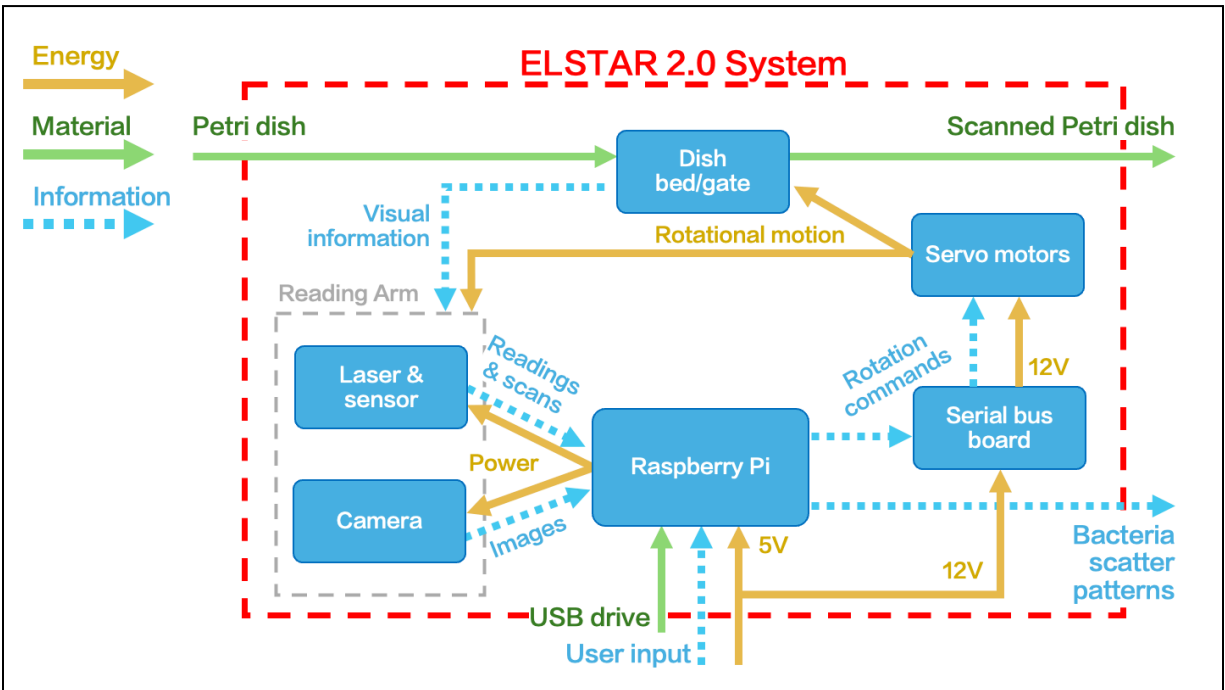 Energy
ELSTAR 2.0 System
Material
Petri dish
Scanned Petri dish
Dish
bed/gate
Information
Visual
information
Rotational motion
Servo motors
Reading Arm
Readings
& scans
Laser &
sensor
Rotation
commands
12V
Serial bus
board
Power
Raspberry Pi
Camera
Images
5V
12V
Bacteria
scatter
patterns
USB drive
User input